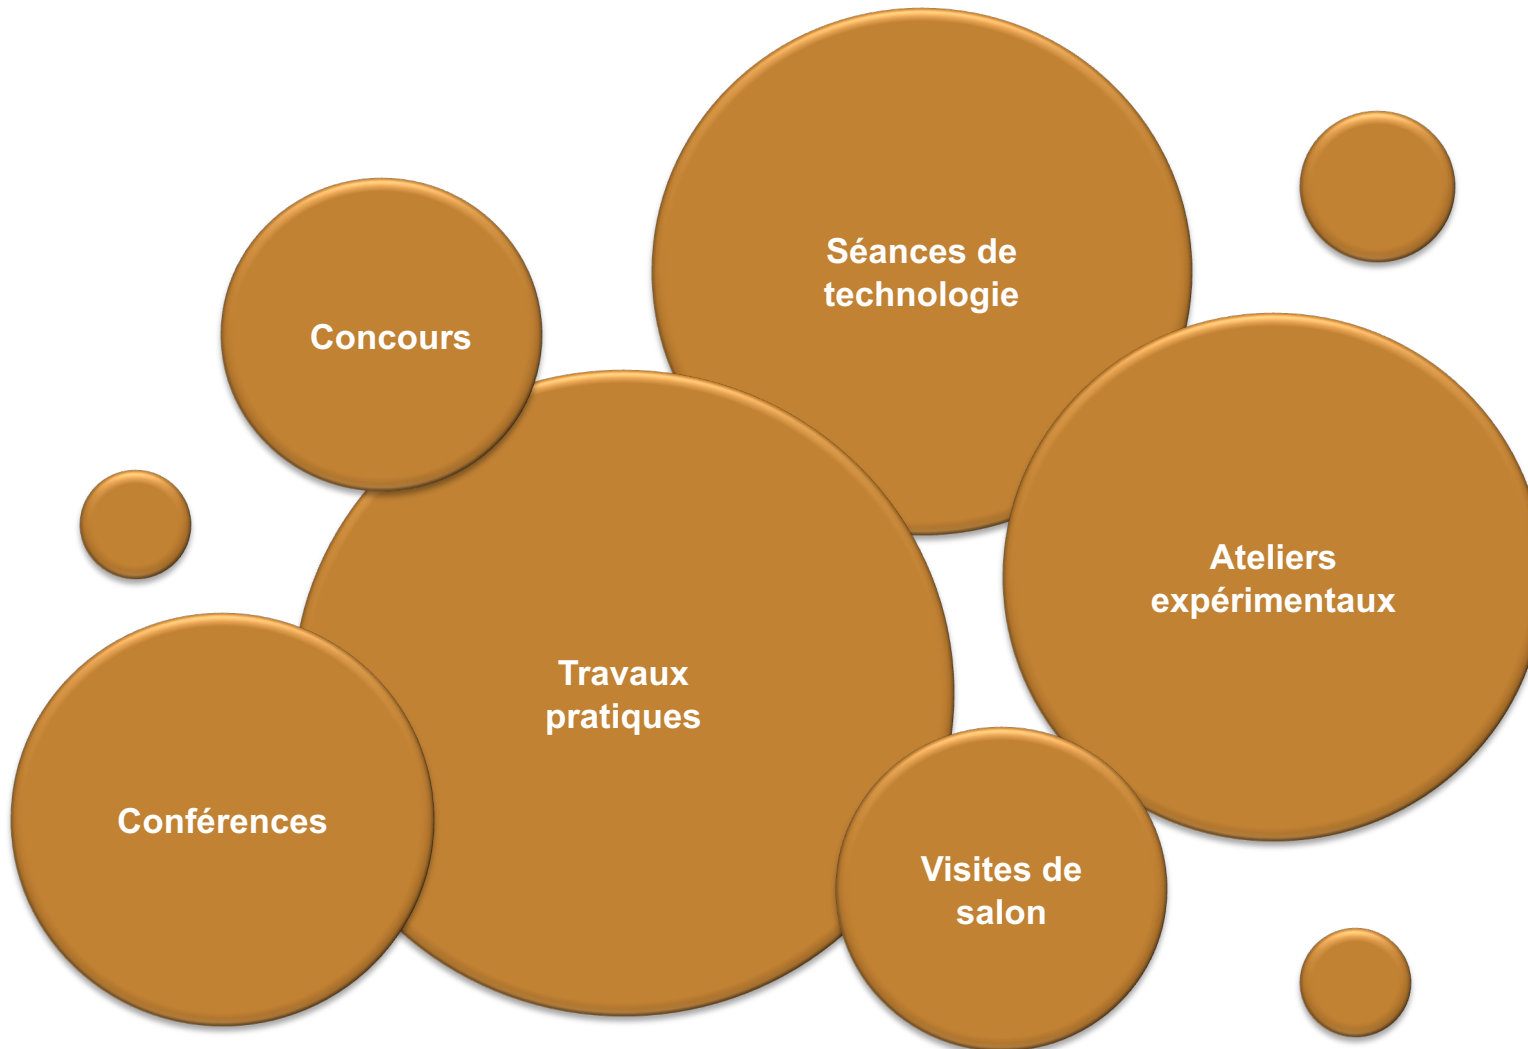 Séances de
technologie
Concours
Ateliers
expérimentaux
Travaux
pratiques
Conférences
Visites de
salon